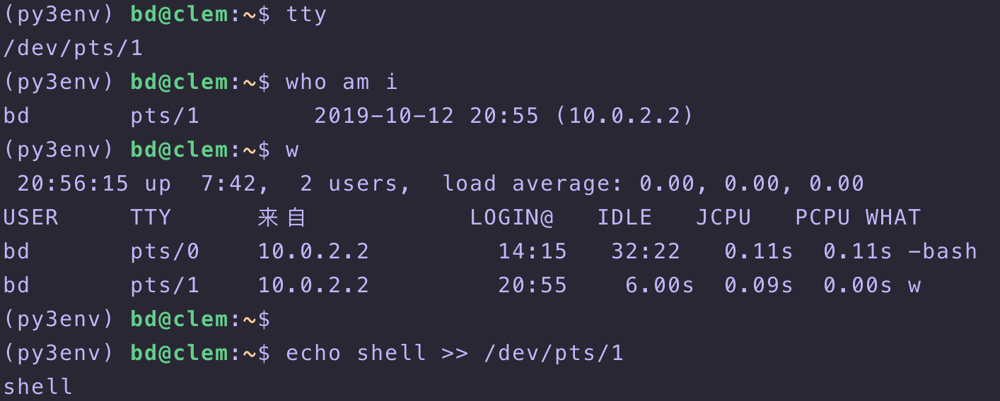 (py3env) bd@clem:~$ tty
/dev/pts/1
(py3env) bd@clem:~$ who am i
bd       pts/1        2019-10-12 20:55 (10.0.2.2)
(py3env) bd@clem:~$ w
 20:56:15 up  7:42,  2 users,  load average: 0.00, 0.00, 0.00
USER     TTY      来自             LOGIN@   IDLE   JCPU   PCPU WHAT
bd       pts/0    10.0.2.2         14:15   32:22   0.11s  0.11s -bash
bd       pts/1    10.0.2.2         20:55    6.00s  0.09s  0.00s w
(py3env) bd@clem:~$
(py3env) bd@clem:~$ echo shell >> /dev/pts/1
shell